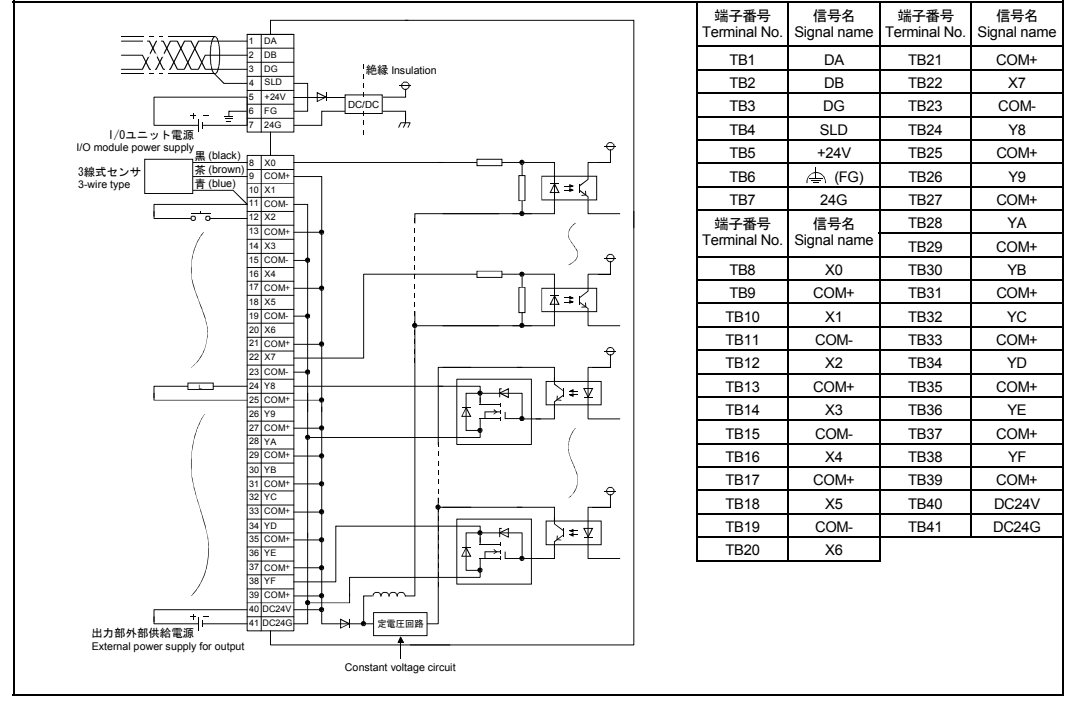 1 DA
2 DB
3 DG
4 SLD
5 +24V
6 FG
7 24G
絶縁 Insulation
DC/DC
+ −
I/Oユニット電源
I/O module power supply
3線式センサ
3-wire type
黒 (black)
茶 (brown)
青 (blue)
8 X0
9 COM+
10 X1
11 COM-
12 X2
13 COM+
14 X3
15 COM-
16 X4
17 COM+
18 X5
19 COM-
20 X6
21 COM+
22 X7
23 COM-
24 Y8
25 COM+
26 Y9
27 COM+
28 YA
29 COM+
30 YB
31 COM+
32 YC
33 COM+
34 YD
35 COM+
36 YE
37 COM+
38 YF
39 COM+
40 DC24V
41 DC24G
L
+ −
出力部外部供給電源
External power supply for output
定電圧回路
Constant voltage circuit
端子番号 信号名 端子番号 信号名
Terminal No. Signal name Terminal No. Signal name
TB1 DA TB21 COM+
TB2 DB TB22 X7
TB3 DG TB23 COM-
TB4 SLD TB24 Y8
TB5 +24V TB25 COM+
TB6 (FG) TB26 Y9
TB7 24G TB27 COM+
端子番号 信号名 TB28 YA
Terminal No. Signal name TB29 COM+
TB8 X0 TB30 YB
TB9 COM+ TB31 COM+
TB10 X1 TB32 YC
TB11 COM- TB33 COM+
TB12 X2 TB34 YD
TB13 COM+ TB35 COM+
TB14 X3 TB36 YE
TB15 COM- TB37 COM+
TB16 X4 TB38 YF
TB17 COM+ TB39 COM+
TB18 X5 TB40 DC24V
TB19 COM- TB41 DC24G
TB20 X6